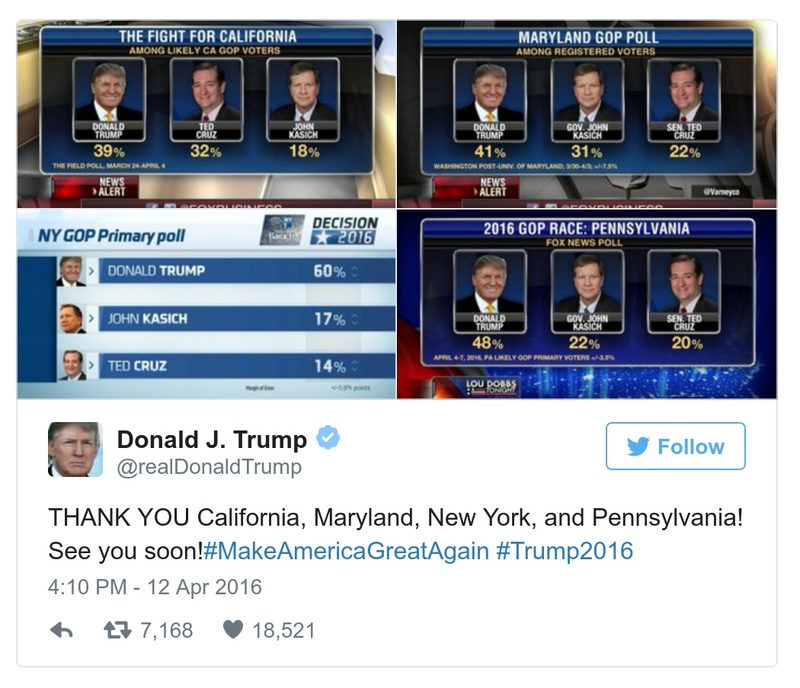 THE FIGHT FOR CALIFORNIA
AMONG LIKELY CA GOP VOTERS
DONALD TRUMP
39%
TED CRUZ
32%
JOHN KASICH
18%
THE FIELD POLL, MARCH 24-APRIL 4
NEWS
ALERT
MARYLAND GOP POLL
AMONG REGISTERED VOTERS
DONALD TRUMP
41%
GOV. JOHN KASICH
31%
SEN. TED CRUZ
22%
WASHINGTON POST-UNIV. OF MARYLAND; 3/30-4/3; +/-7.5%
NEWS
ALERT
@Varneyco
NY GOP Primary poll
DECISION
2016
DONALD TRUMP 60%
JOHN KASICH 17%
TED CRUZ 14%
Margin of Error
2016 GOP RACE: PENNSYLVANIA
FOX NEWS POLL
DONALD TRUMP
48%
GOV. JOHN KASICH
22%
SEN. TED CRUZ
20%
APRIL 4-7, 2016, PA LIKELY GOP PRIMARY VOTERS +/-3.5%
LOU DOBBS
TONIGHT
Donald J. Trump
@realDonaldTrump
Follow
THANK YOU California, Maryland, New York, and Pennsylvania!
See you soon!#MakeAmericaGreatAgain #Trump2016
4:10 PM - 12 Apr 2016
7,168 18,521